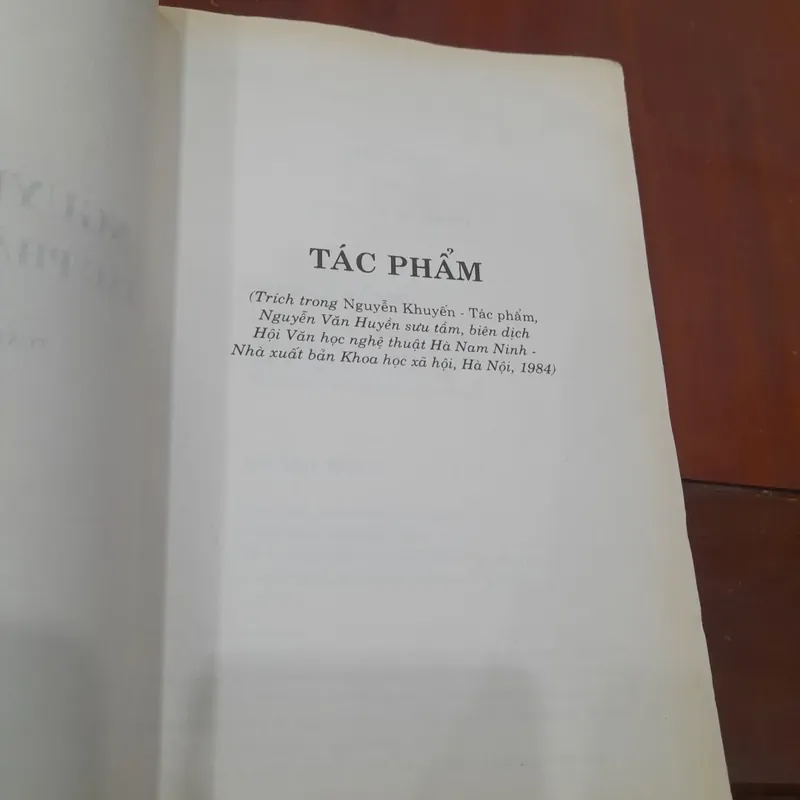 TÁC PHẨM
(Trích trong Nguyễn Khuyến - Tác phẩm,
Nguyễn Văn Huyền sưu tầm, biên dịch
Hội Văn học nghệ thuật Hà Nam Ninh -
Nhà xuất bản Khoa học xã hội, Hà Nội, 1984)